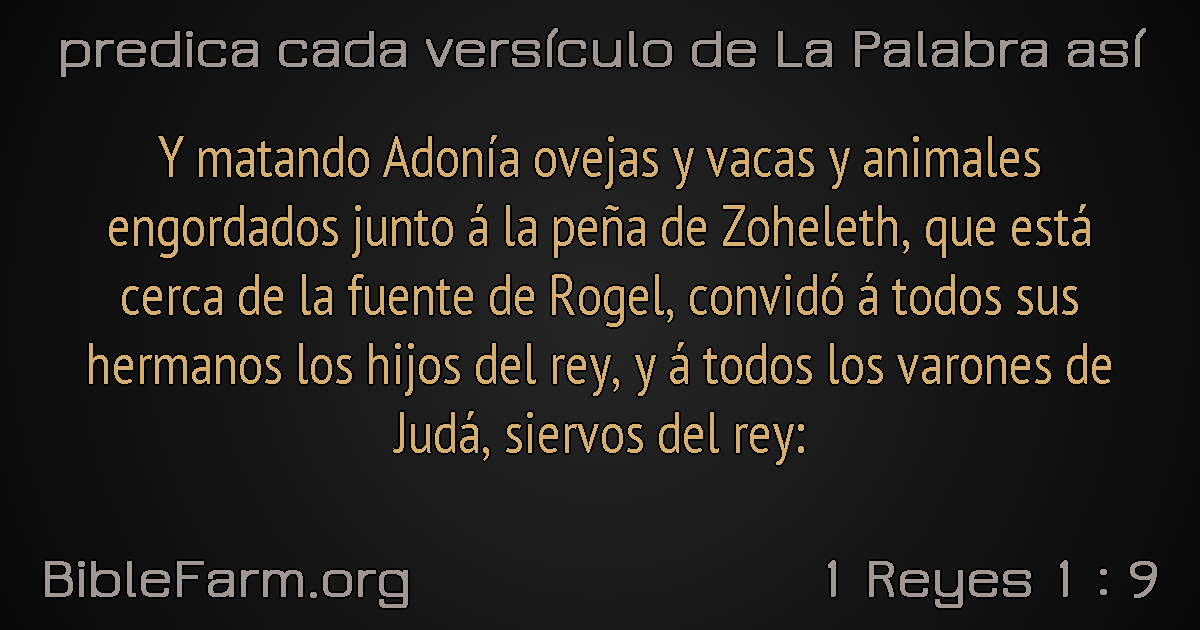 predica cada versículo de La Palabra así
Y matando Adonía ovejas y vacas y animales
engordados junto á la peña de Zoheleth, que está
cerca de la fuente de Rogel, convidó á todos sus
hermanos los hijos del rey, y á todos los varones de
Judá, siervos del rey:
BibleFarm.org
1 Reyes 1 : 9